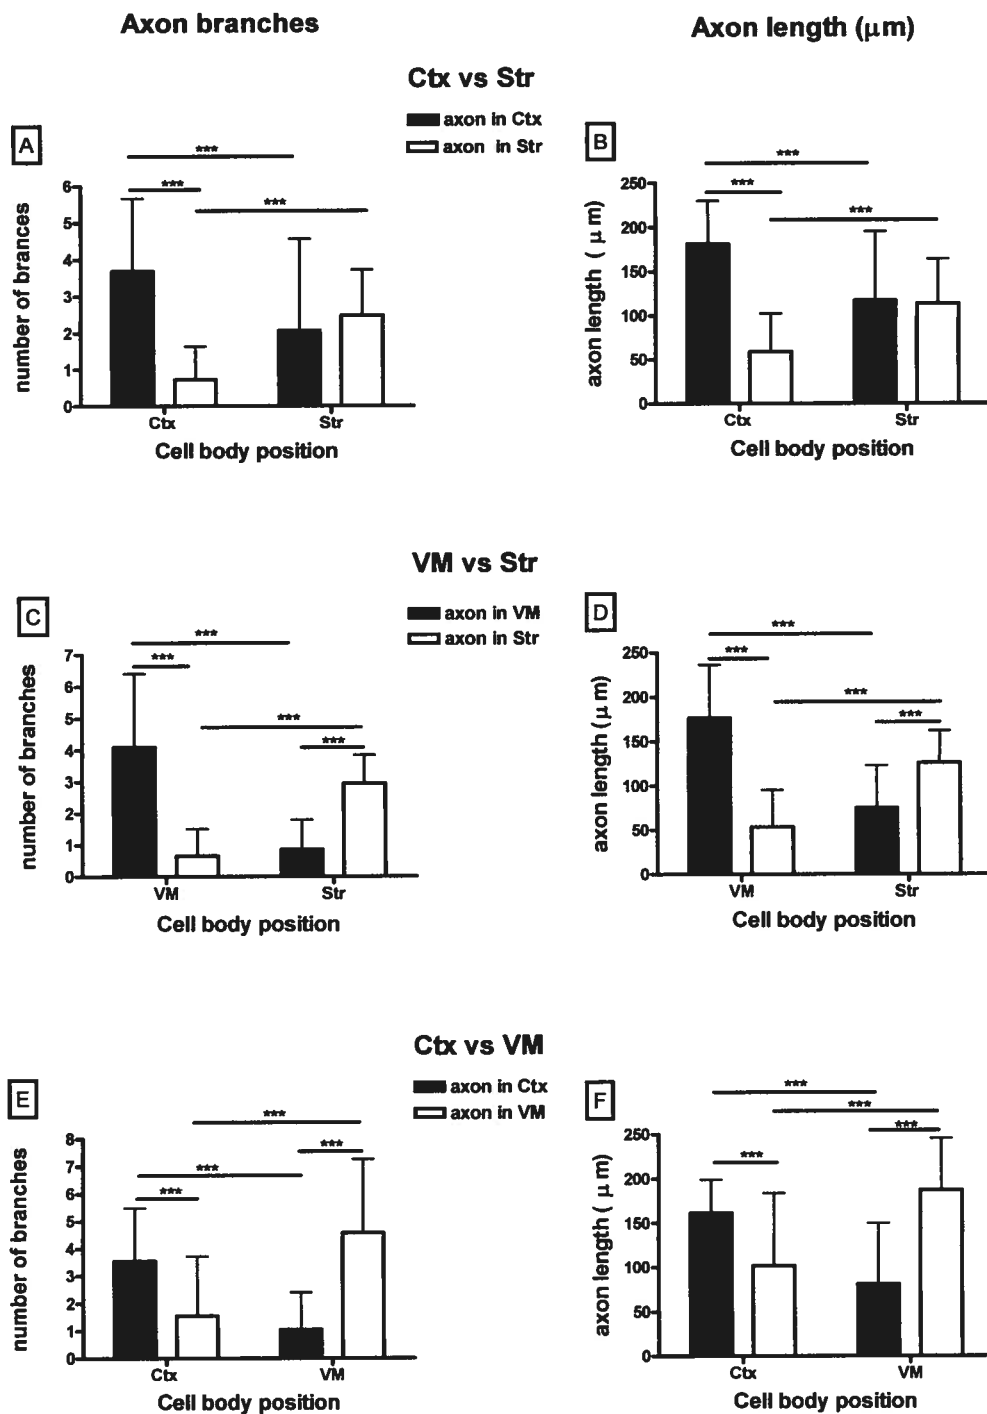 Axon branches
Axon length (μm)
Ctx vs Str
axon in Ctx
axon in Str
A
***
***
***
6
5
4
3
2
1
0
number of brances
Ctx
Str
Cell body position
B
***
***
***
250
200
150
100
50
0
axon length ( μ m)
Ctx
Str
Cell body position
VM vs Str
axon in VM
axon in Str
C
***
***
***
***
7
6
5
4
3
2
1
0
number of branches
VM
Str
Cell body position
D
***
***
***
***
250
200
150
100
50
0
axon length ( μ m)
VM
Str
Cell body position
Ctx vs VM
axon in Ctx
axon in VM
E
***
***
***
***
8
7
6
5
4
3
2
1
0
number of branches
Ctx
VM
Cell body position
F
***
***
***
***
250
200
150
100
50
0
axon length ( μ m)
Ctx
VM
Cell body position